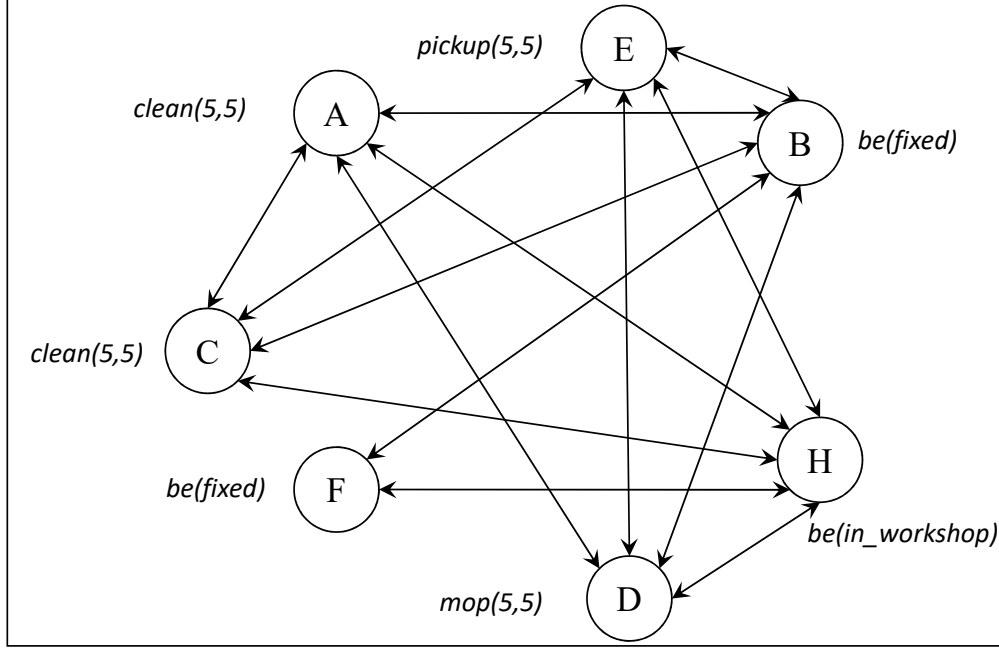 pickup(5,5)
E
clean(5,5)
A
B
be(fixed)
clean(5,5)
C
be(fixed)
F
H
be(in_workshop)
mop(5,5)
D